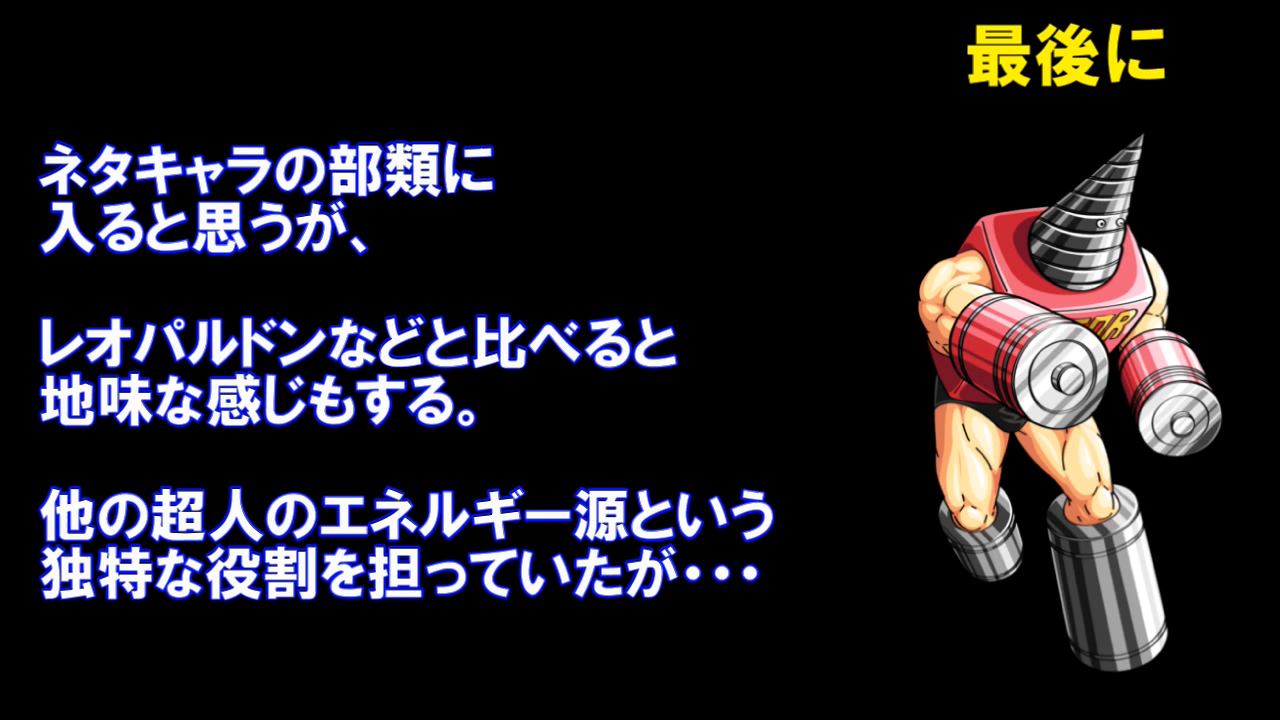 最後に
ネタキャラの部類に
入ると思うが、
レオパルドンなどと比べると
地味な感じもする。
他の超人のエネルギー源という
独特な役割を担っていたが・・・